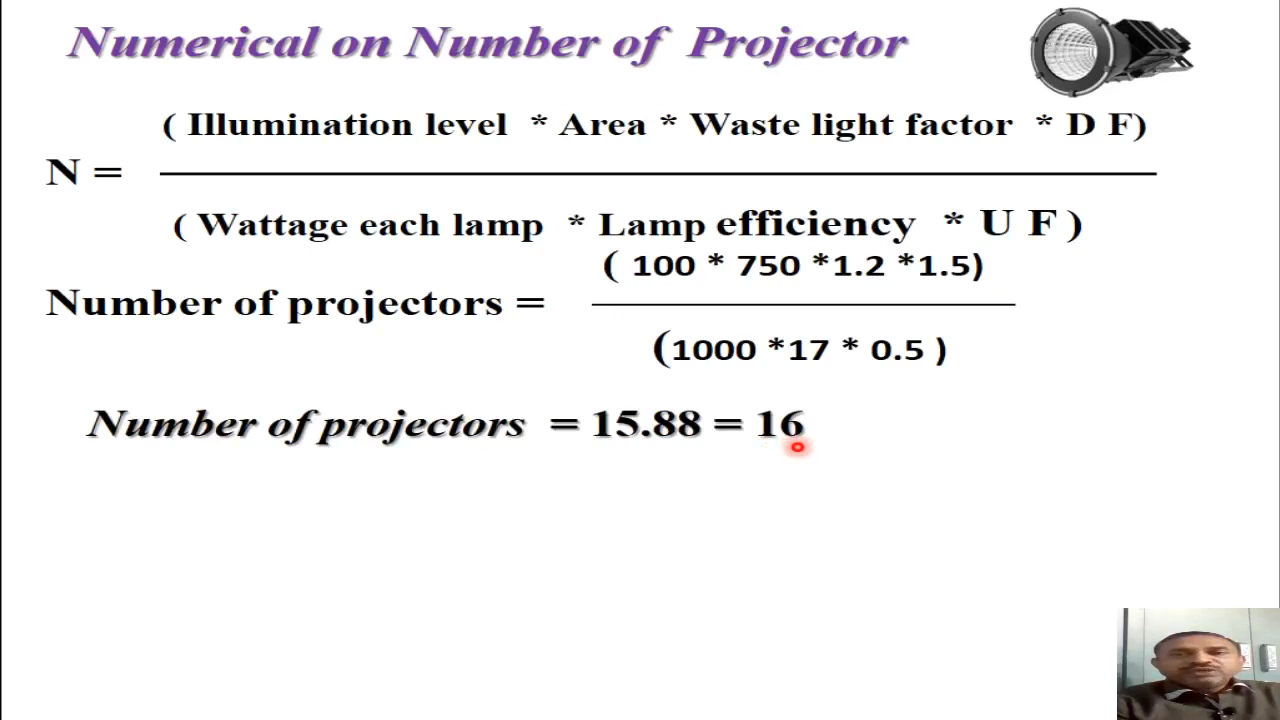 Numerical on Number of Projector
( Illumination level * Area * Waste light factor * D F)
N =
( Wattage each lamp * Lamp efficiency * U F )
( 100 * 750 *1.2 *1.5)
Number of projectors =
(1000 *17 * 0.5 )
Number of projectors = 15.88 = 16